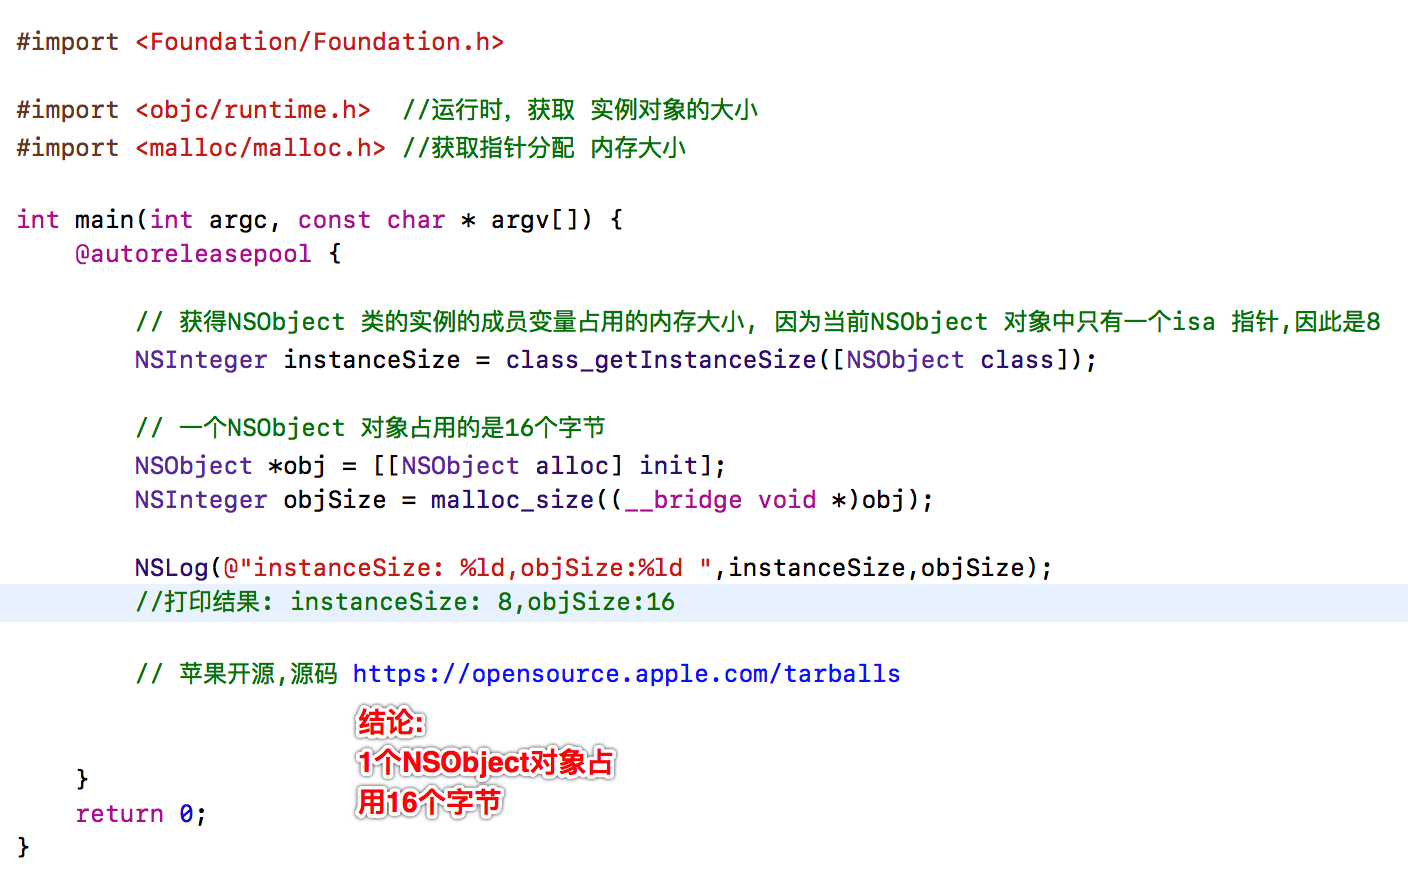 #import <Foundation/Foundation.h>
#import <objc/runtime.h>  //运行时，获取 实例对象的大小
#import <malloc/malloc.h> //获取指针分配 内存大小
int main(int argc, const char * argv[]) {
    @autoreleasepool {
        // 获得NSObject 类的实例的成员变量占用的内存大小, 因为当前NSObject 对象中只有一个isa 指针,因此是8
        NSInteger instanceSize = class_getInstanceSize([NSObject class]);
        // 一个NSObject 对象占用的是16个字节
        NSObject *obj = [[NSObject alloc] init];
        NSInteger objSize = malloc_size((__bridge void *)obj);
        NSLog(@"instanceSize: %ld,objSize:%ld ",instanceSize,objSize);
        //打印结果: instanceSize: 8,objSize:16
        // 苹果开源,源码 https://opensource.apple.com/tarballs
结论:
1个NSObject对象占
用16个字节
    }
    return 0;
}